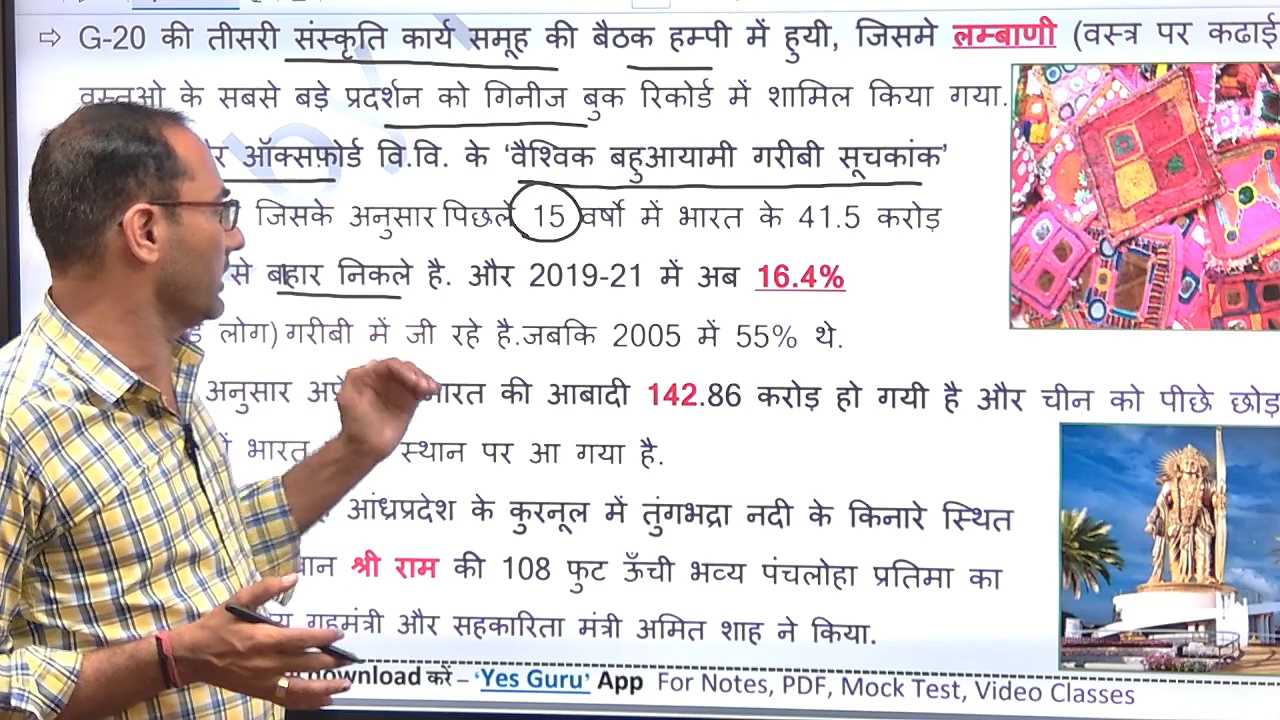 ⇨ G-20 की तीसरी संस्कृति कार्य समूह की बैठक हम्पी में हुयी, जिसमे लम्बाणी (वस्त्र पर कढाई
वस्तुओ के सबसे बड़े प्रदर्शन को गिनीज बुक रिकोर्ड में शामिल किया गया.
ऑक्सफ़ोर्ड वि.वि. के ‘वैश्विक बहुआयामी गरीबी सूचकांक’
जिसके अनुसार पिछले 15 वर्षो में भारत के 41.5 करोड़
से बहार निकले है. और 2019-21 में अब 16.4%
लोग) गरीबी में जी रहे है.जबकि 2005 में 55% थे.
अनुसार भारत की आबादी 142.86 करोड़ हो गयी है और चीन को पीछे छोड़
भारत स्थान पर आ गया है.
आंध्रप्रदेश के कुरनूल में तुंगभद्रा नदी के किनारे स्थित
श्री राम की 108 फुट ऊँची भव्य पंचलोहा प्रतिमा का
गृहमंत्री और सहकारिता मंत्री अमित शाह ने किया.
download करें – ‘Yes Guru’ App For Notes, PDF, Mock Test, Video Classes